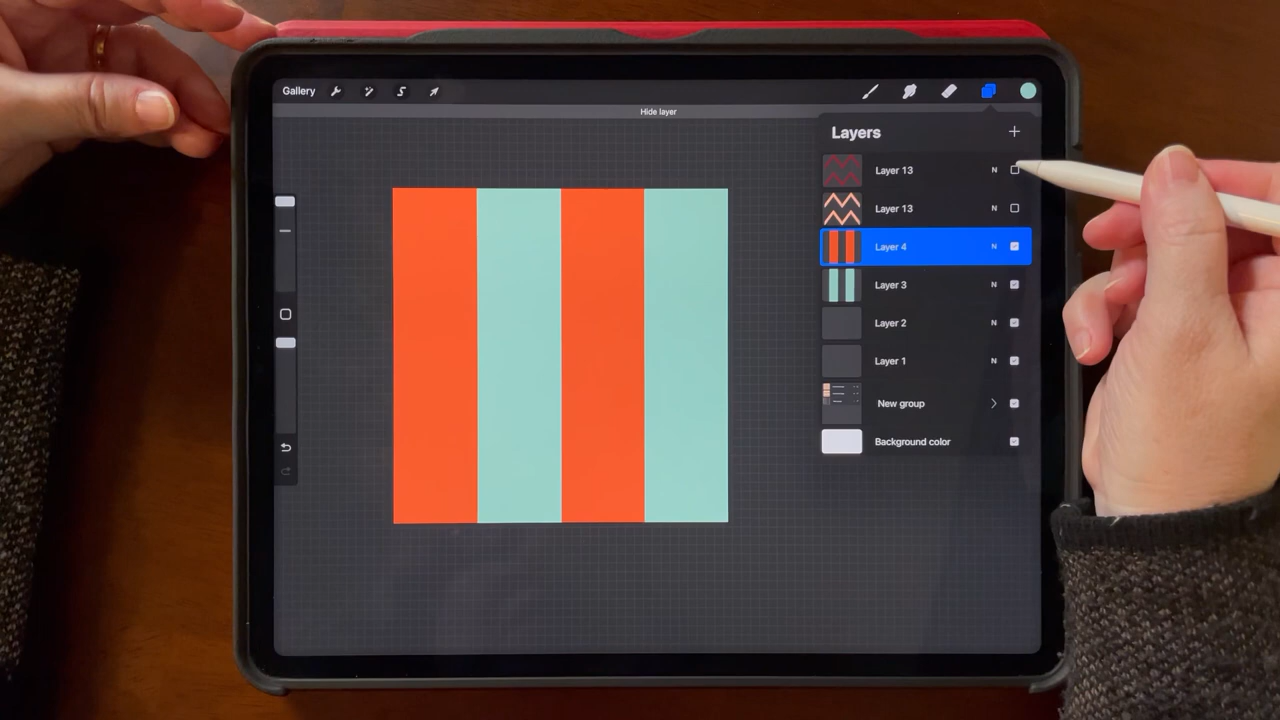 Gallery
Hide layer
Layers
Layer 13 N
Layer 13 N
Layer 4 N
Layer 3 N
Layer 2 N
Layer 1 N
New group
Background color